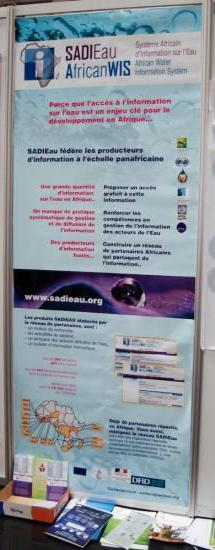 SADIEau
AfricanWIS
Système Africain
d'Information sur l'Eau
African Water
Information System
Parce que l'accès à l'information
sur l'eau est un enjeu clé pour le
développement en Afrique...
SADIEau fédère les producteurs
d'information à l'échelle panafricaine
Une grande quantité
d'information
sur l'eau en Afrique...
Proposer un accès
gratuit à cette
information
Un manque de pratique
systématique de gestion
et de diffusion de
l'information
Renforcer les
compétences en
gestion de l'information
des acteurs de l'Eau
Des producteurs
d'information
isolés...
Construire un réseau
de partenaires Africains
qui partagent de
l'information..
www.sadieau.org
Les produits SADIEAU élaborés par
le réseau de partenaires, sont :
Déjà 20 partenaires répartis
en Afrique. Vous aussi,
rejoignez le réseau SADIEau
DFID